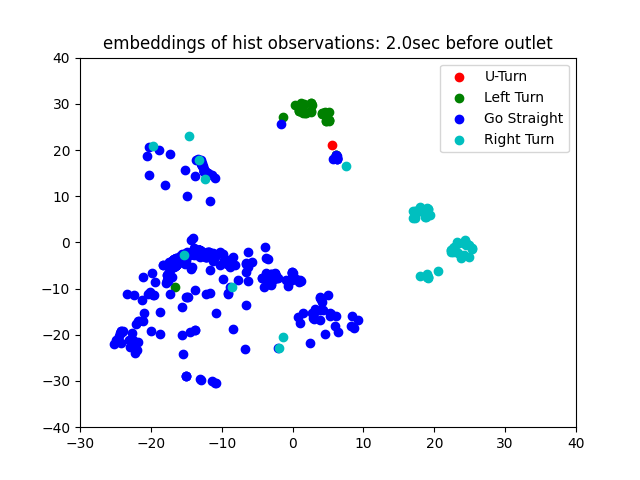 embeddings of hist observations: 2.0sec before outlet
U-Turn
Left Turn
Go Straight
Right Turn
40
30
20
10
0
−10
−20
−30
−40
−30 −20 −10 0 10 20 30 40